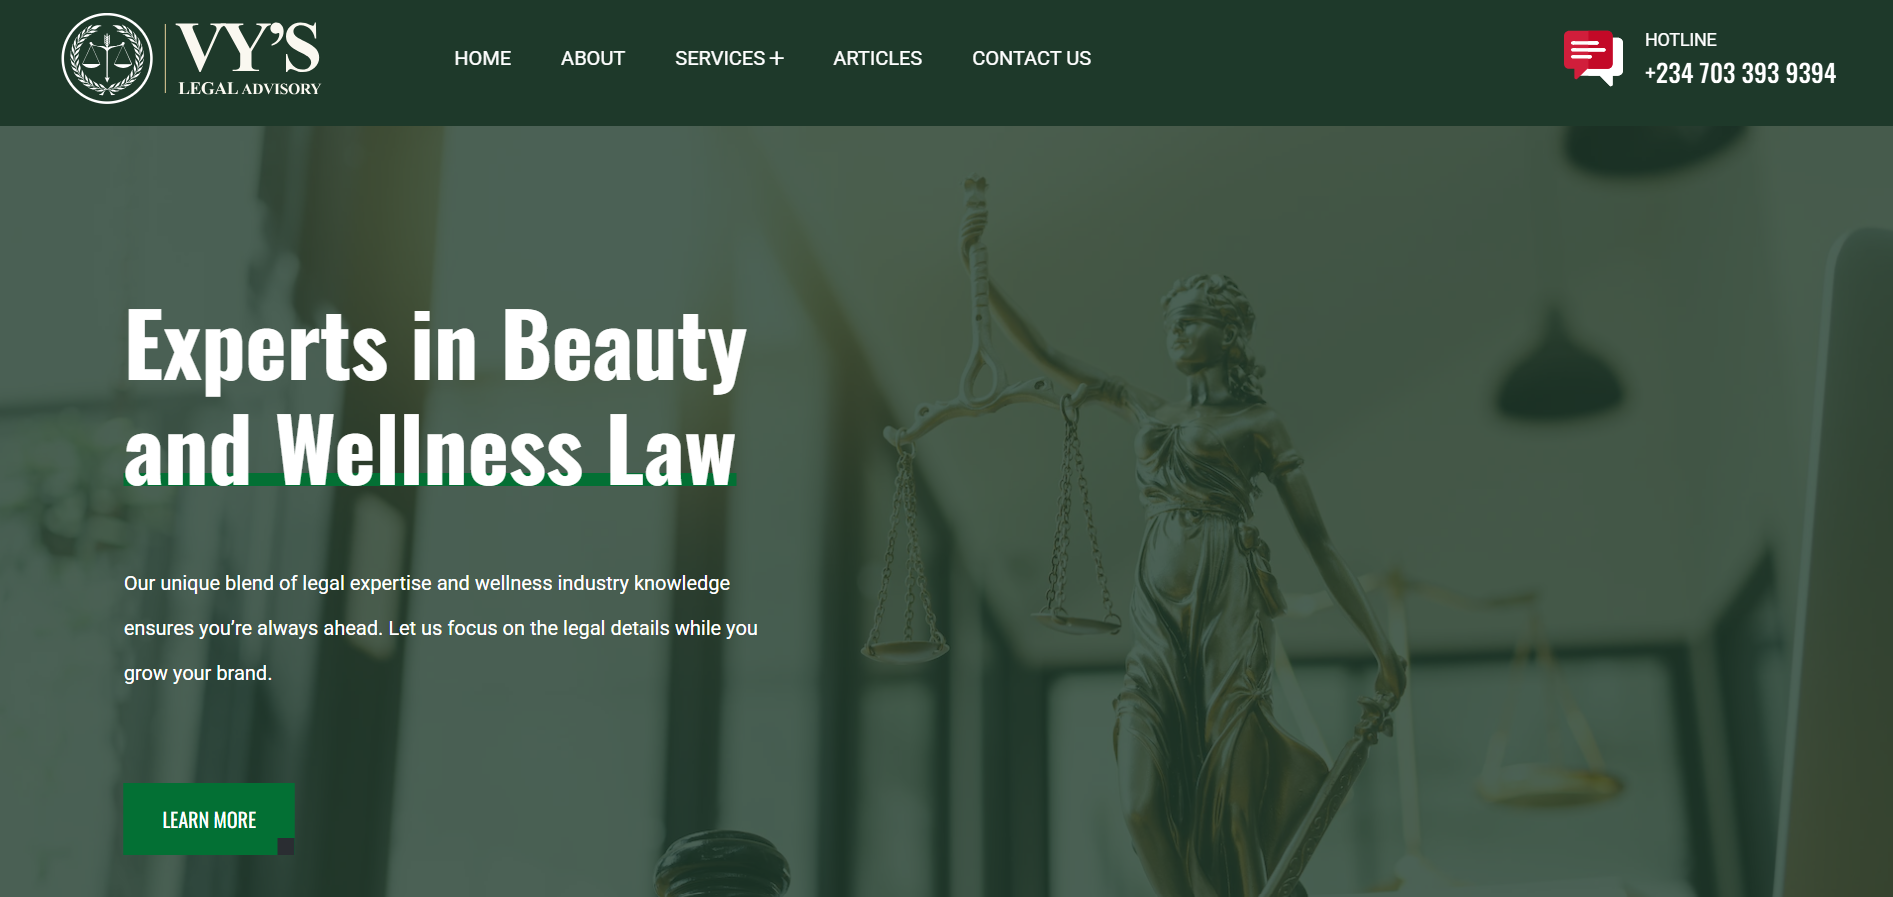 VY'S
LEGAL ADVISORY
HOME
ABOUT
SERVICES +
ARTICLES
CONTACT US
HOTLINE
+234 703 393 9394
Experts in Beauty
and Wellness Law
Our unique blend of legal expertise and wellness industry knowledge
ensures you’re always ahead. Let us focus on the legal details while you
grow your brand.
LEARN MORE